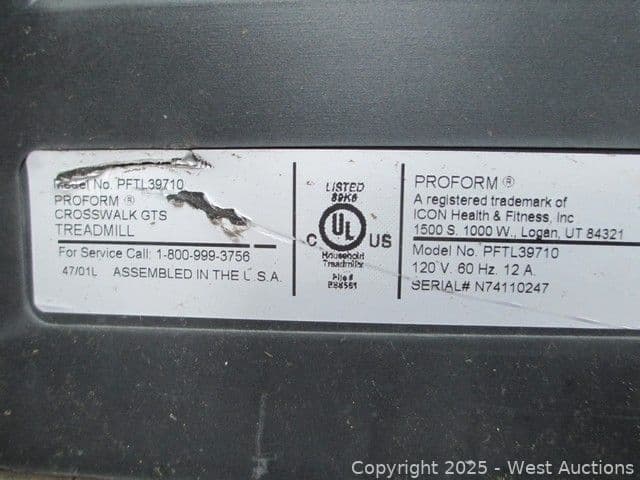 Model No. PFTL39710
PROFORM ®
CROSSWALK GTS
TREADMILL
For Service Call: 1-800-999-3756
47/01L ASSEMBLED IN THE U.S.A.
LISTED
89K6
C UL US
Household
Treadmiller
File #
PROFORM ®
A registered trademark of
ICON Health & Fitness, Inc
1500 S. 1000 W., Logan, UT 84321
Model No. PFTL39710
120 V. 60 Hz. 12 A.
SERIAL# N74110247
Copyright 2025 - West Auctions